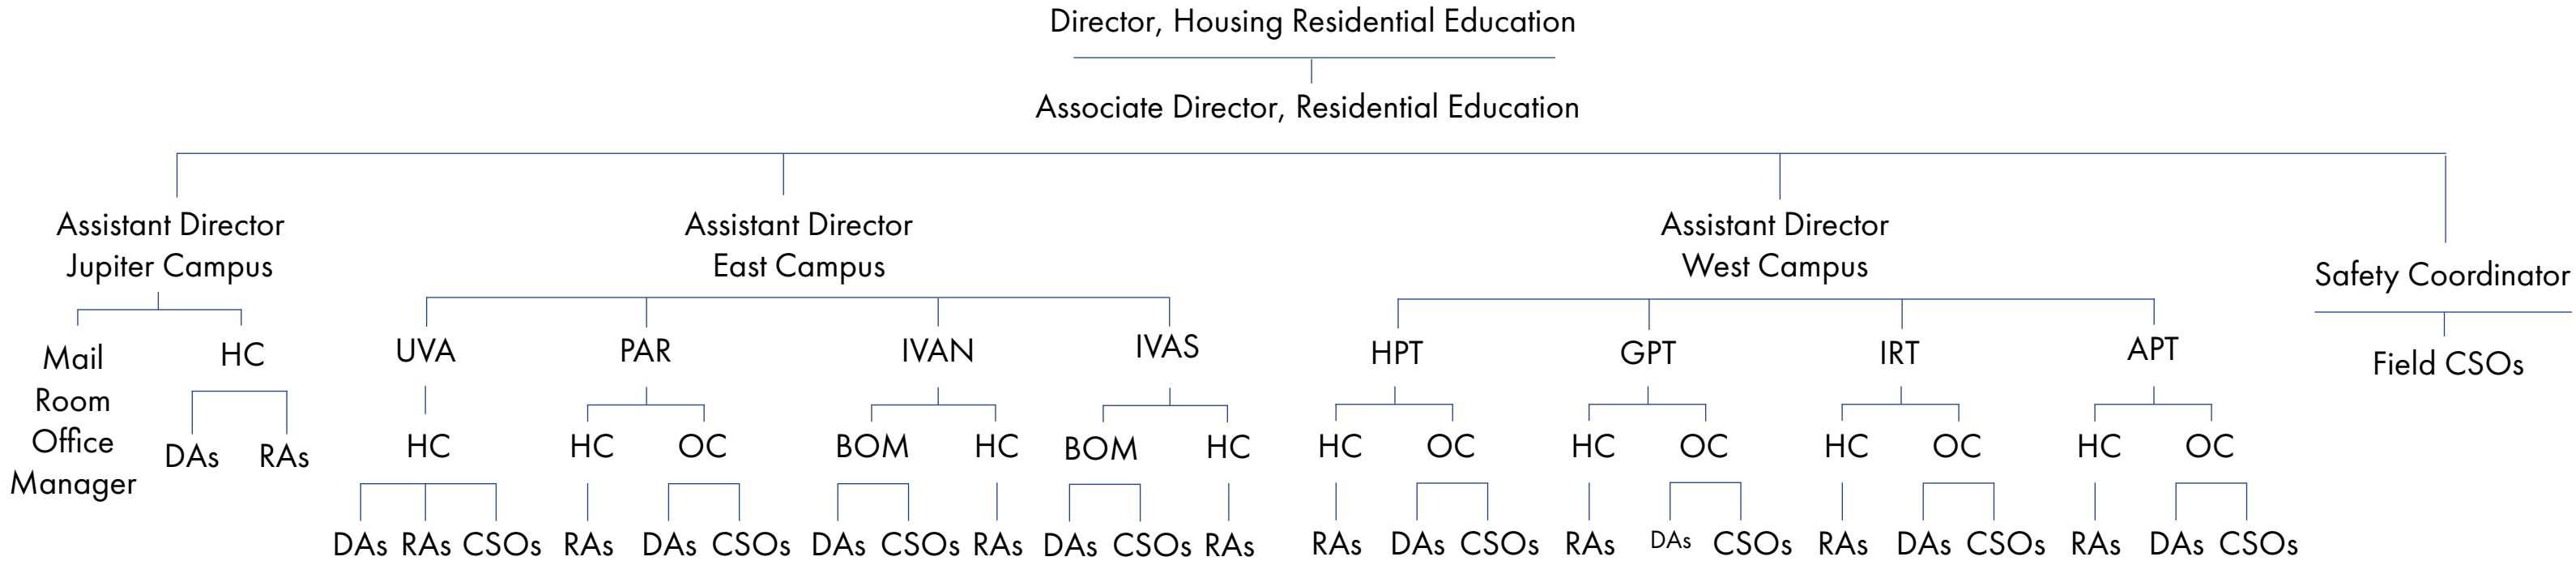 Director, Housing Residential Education
Associate Director, Residential Education
Assistant Director
Jupiter Campus
Assistant Director
East Campus
Assistant Director
West Campus
Safety Coordinator
Mail
Room
Office
Manager
HC
DAs RAs
UVA PAR IVAN IVAS HPT GPT IRT APT Field CSOs
HC HC OC BOM HC BOM HC HC OC HC OC HC OC HC OC
DAs RAs CSOs RAs DAs CSOs DAs CSOs RAs DAs CSOs RAs RAs DAs CSOs RAs DAs CSOs RAs DAs CSOs RAs DAs CSOs